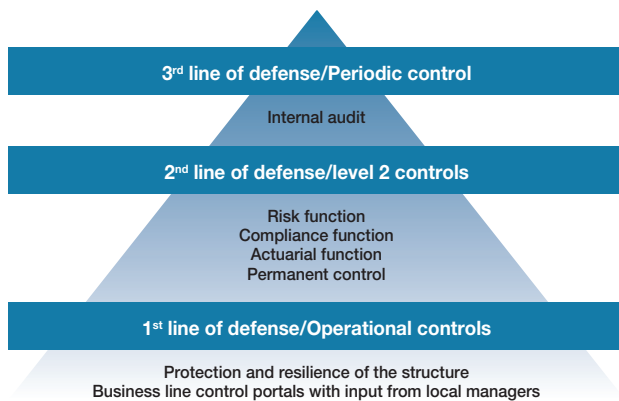 3rd line of defense/Periodic control
Internal audit
2nd line of defense/level 2 controls
Risk function
Compliance function
Actuarial function
Permanent control
1st line of defense/Operational controls
Protection and resilience of the structure
Business line control portals with input from local managers